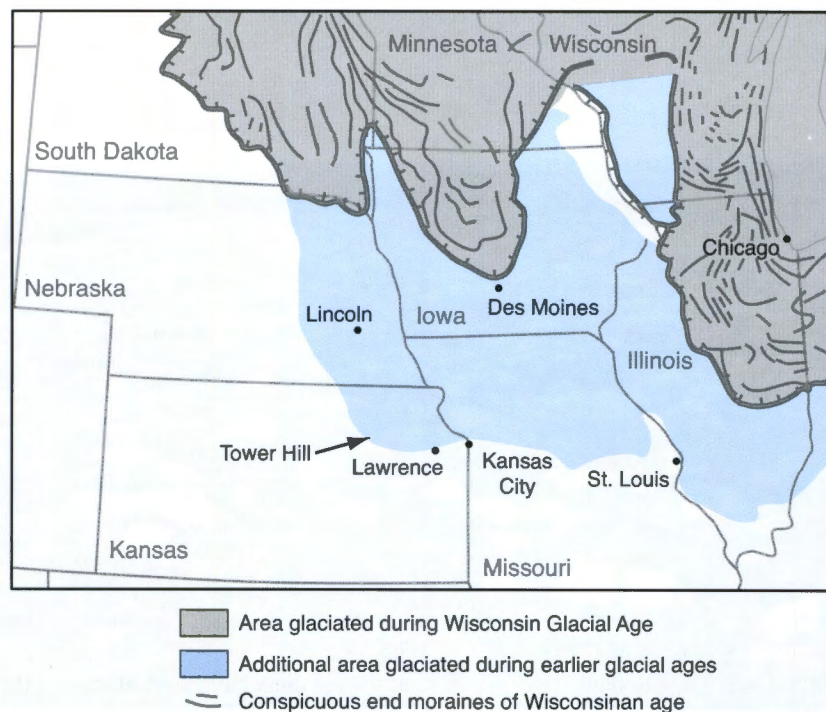 Minnesota
Wisconsin
South Dakota
Chicago
Nebraska
Lincoln
Iowa
Des Moines
Illinois
Tower Hill
Lawrence
Kansas
City
St. Louis
Kansas
Missouri
Area glaciated during Wisconsin Glacial Age
Additional area glaciated during earlier glacial ages
Conspicuous end moraines of Wisconsinan age